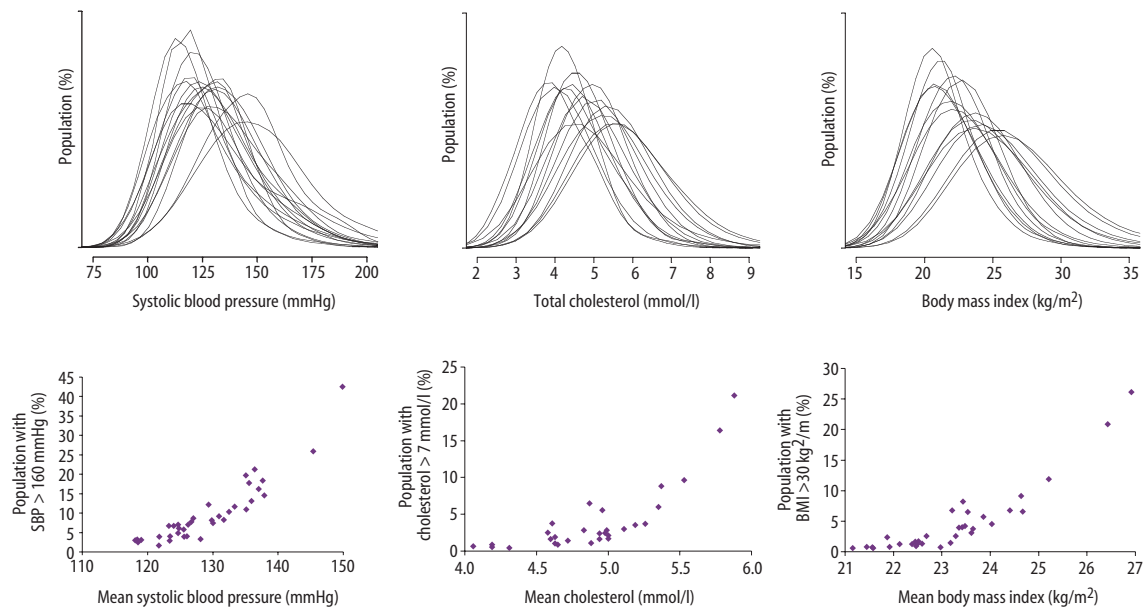 Population (%)
75 100 125 150 175 200
Systolic blood pressure (mmHg)
Population (%)
2 3 4 5 6 7 8 9
Total cholesterol (mmol/l)
Population (%)
15 20 25 30 35
Body mass index (kg/m²)
Population with
SBP > 160 mmHg (%)
45
40
35
30
25
20
15
10
5
0
110 120 130 140 150
Mean systolic blood pressure (mmHg)
Population with
cholesterol > 7 mmol/l (%)
25
20
15
10
5
0
4.0 4.5 5.0 5.5 6.0
Mean cholesterol (mmol/l)
Population with
BMI >30 kg²/m (%)
30
25
20
15
10
5
0
21 22 23 24 25 26 27
Mean body mass index (kg/m²)